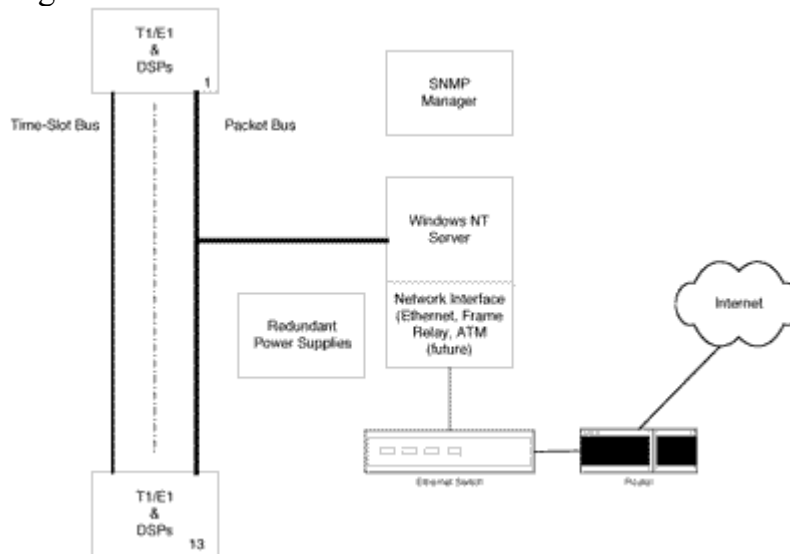 T1/E1
&
DSPs
1
SNMP
Manager
Time-Slot Bus
Packet Bus
Windows NT
Server
Network Interface
(Ethernet, Frame
Relay, ATM
(future)
Redundant
Power Supplies
Internet
Ethernet Switch
Router
T1/E1
&
DSPs
13